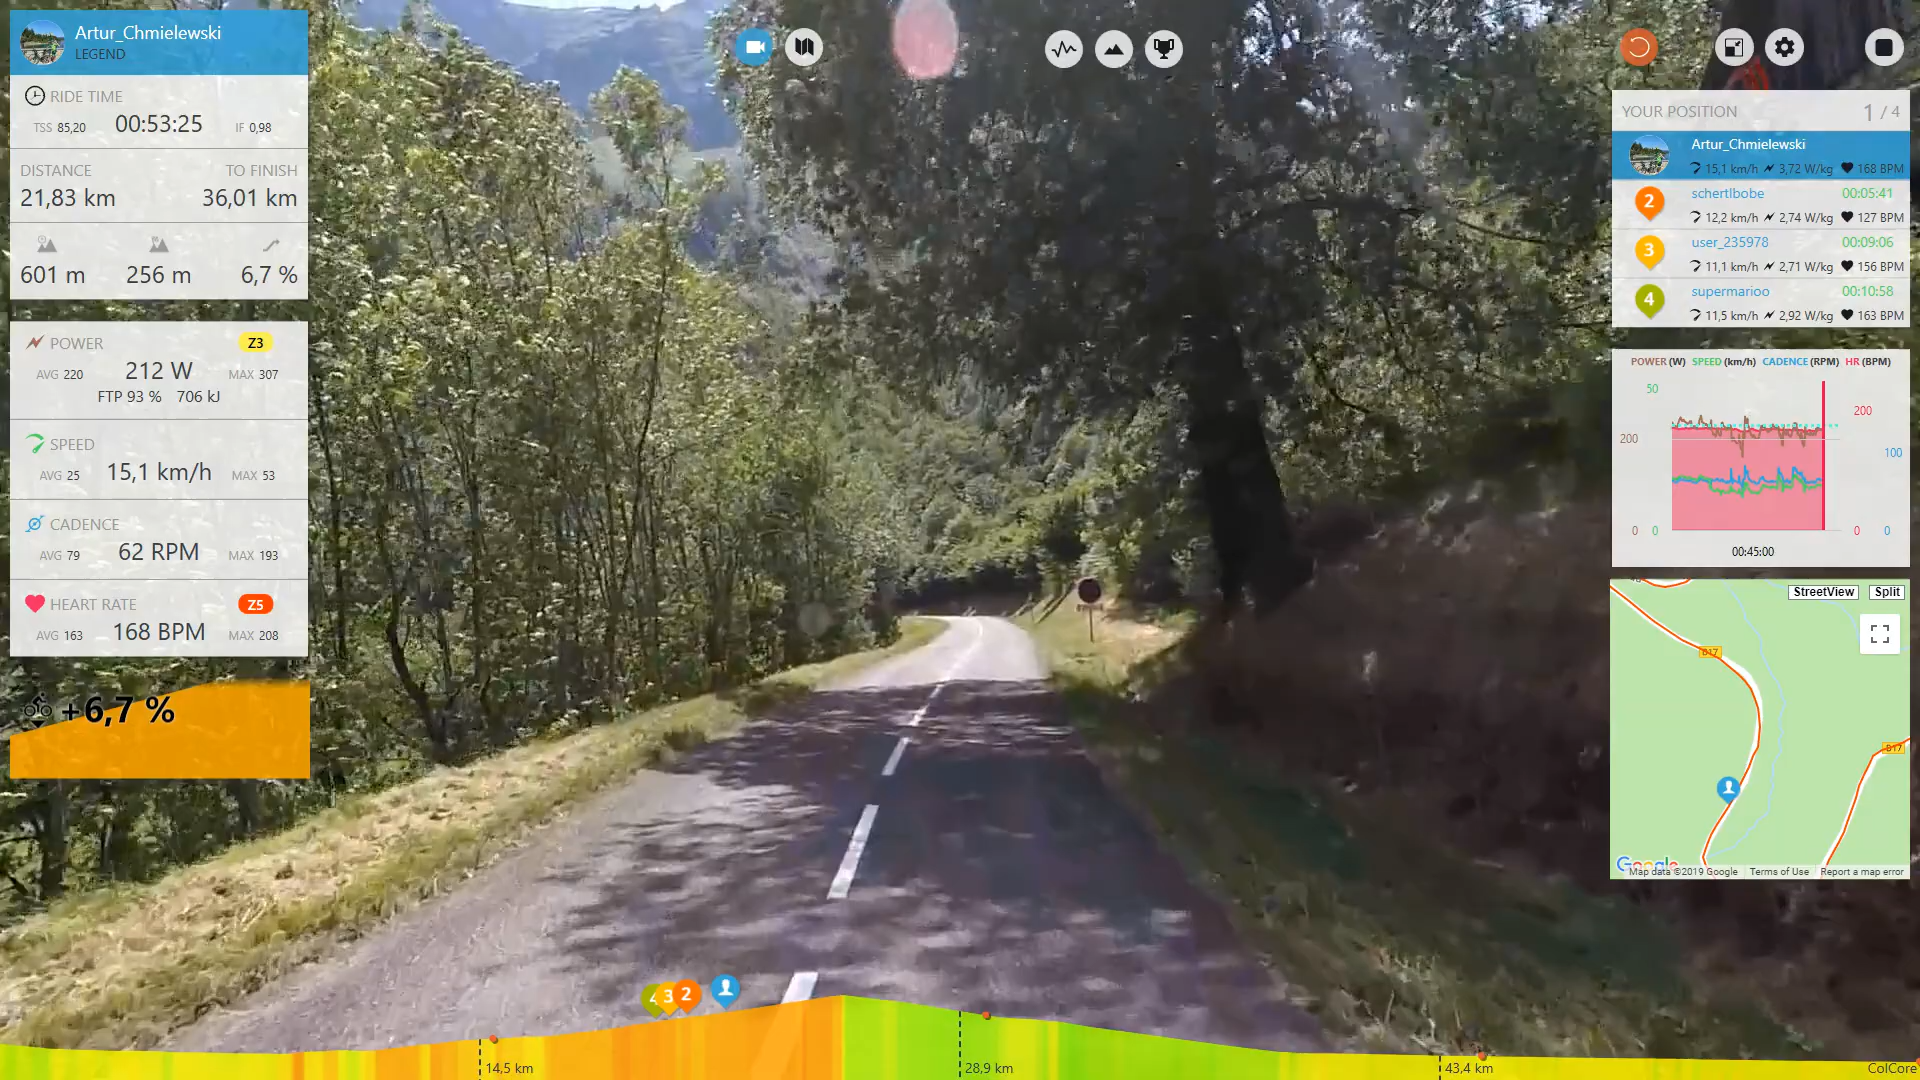 Artur_Chmielewski
LEGEND
RIDE TIME
TSS 85,20 00:53:25 IF 0,98
DISTANCE TO FINISH
21,83 km 36,01 km
601 m 256 m 6,7 %
POWER Z3
AVG 220 212 W MAX 307
FTP 93 % 706 kJ
SPEED
AVG 25 15,1 km/h MAX 53
CADENCE
AVG 79 62 RPM MAX 193
HEART RATE Z5
AVG 163 168 BPM MAX 208
+6,7 %
YOUR POSITION 1 / 4
Artur_Chmielewski
15,1 km/h 3,72 W/kg 168 BPM
2 schertlbobe 00:05:41
12,2 km/h 2,74 W/kg 127 BPM
3 user_235978 00:09:06
11,1 km/h 2,71 W/kg 156 BPM
4 supermarioo 00:10:58
11,5 km/h 2,92 W/kg 163 BPM
POWER (W) SPEED (km/h) CADENCE (RPM) HR (BPM)
50
200
200
100
0 0 0 0
00:45:00
StreetView Split
D17
D17
Google
Map data ©2019 Google Terms of Use Report a map error
4 3 2
14,5 km 28,9 km 43,4 km ColCore